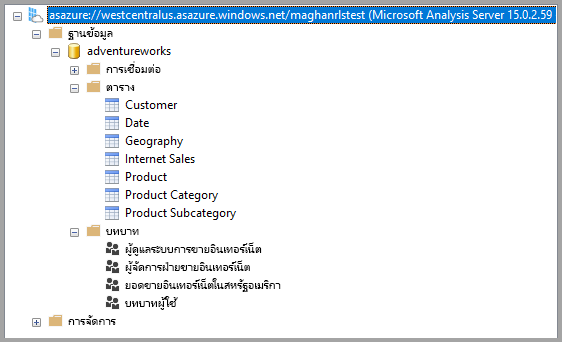 asazure://westcentralus.asazure.windows.net/maghanrlstest (Microsoft Analysis Server 15.0.2.59
ฐานข้อมูล
adventureworks
การเชื่อมต่อ
ตาราง
Customer
Date
Geography
Internet Sales
Product
Product Category
Product Subcategory
บทบาท
ผู้ดูแลระบบการขายอินเทอร์เน็ต
ผู้จัดการฝ่ายขายอินเทอร์เน็ต
ยอดขายอินเทอร์เน็ตในสหรัฐอเมริกา
บทบาทผู้ใช้
การจัดการ